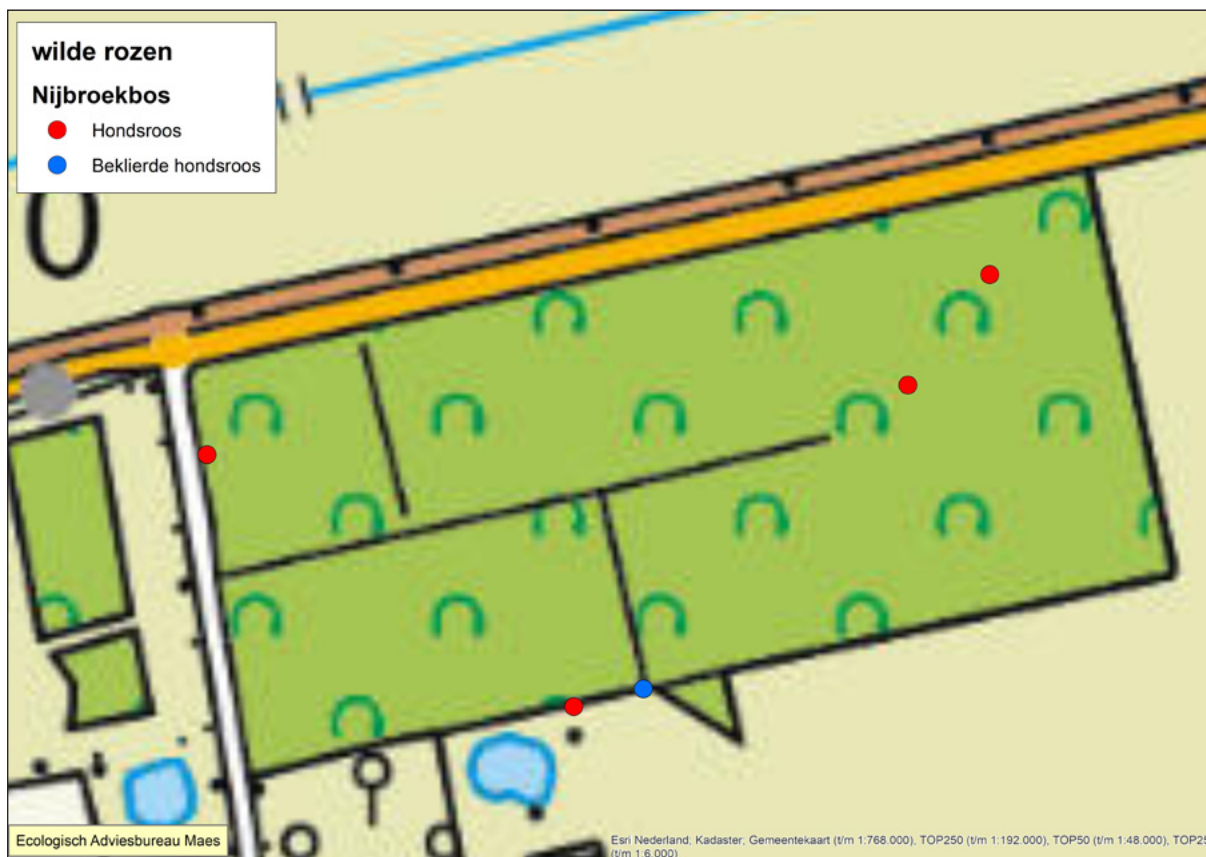 wilde rozen
Nijbroekbos
Hondsroos
Beklierde hondsroos
0
Ecologisch Adviesbureau Maes
Esri Nederland; Kadaster; Gemeentekaart (t/m 1:768.000), TOP250 (t/m 1:192.000), TOP50 (t/m 1:48.000), TOP25
(t/m 1:6.000)